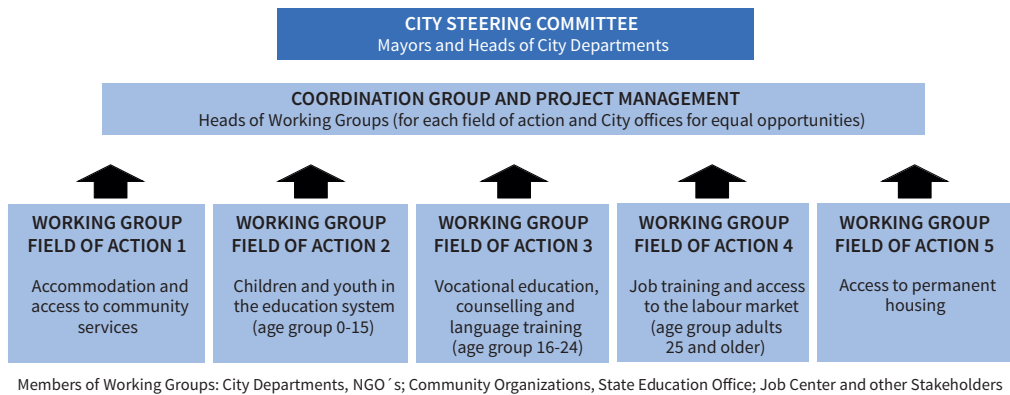 CITY STEERING COMMITTEE
Mayors and Heads of City Departments
COORDINATION GROUP AND PROJECT MANAGEMENT
Heads of Working Groups (for each field of action and City offices for equal opportunities)
WORKING GROUP
FIELD OF ACTION 1
Accommodation and
access to community
services
WORKING GROUP
FIELD OF ACTION 2
Children and youth in
the education system
(age group 0-15)
WORKING GROUP
FIELD OF ACTION 3
Vocational education,
counselling and
language training
(age group 16-24)
WORKING GROUP
FIELD OF ACTION 4
Job training and access
to the labour market
(age group adults
25 and older)
WORKING GROUP
FIELD OF ACTION 5
Access to permanent
housing
Members of Working Groups: City Departments, NGO´s; Community Organizations, State Education Office; Job Center and other Stakeholders